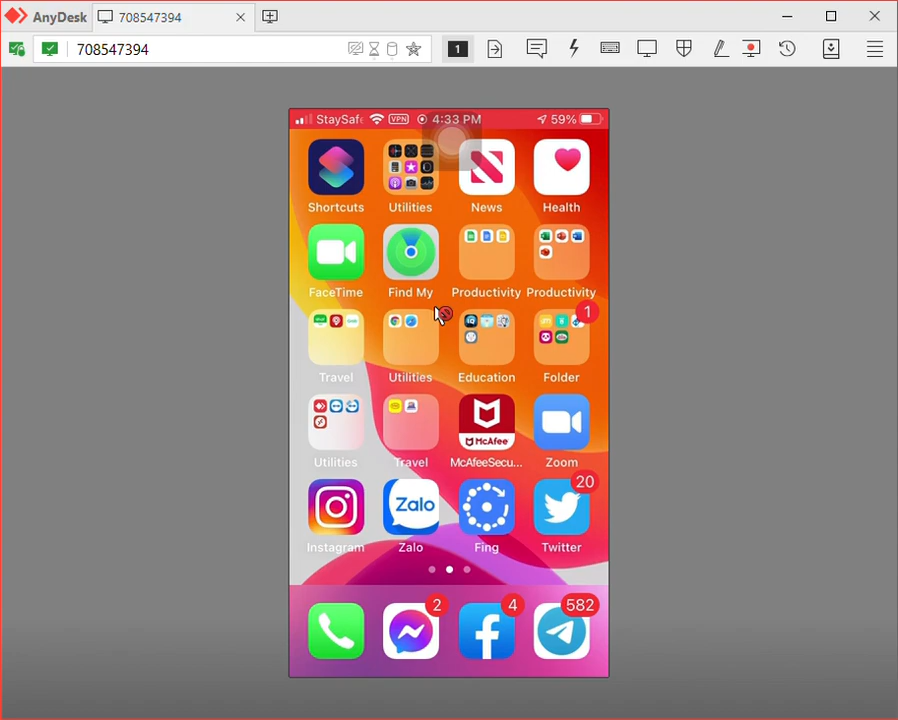 AnyDesk 708547394
708547394 1
StaySafe VPN 4:33 PM 59%
Shortcuts Utilities News Health
FaceTime Find My Productivity Productivity
1
Travel Utilities Education Folder
McAfee
Utilities Travel McAfeeSecu... Zoom
20
Zalo
Instagram Zalo Fing Twitter
2 4 582